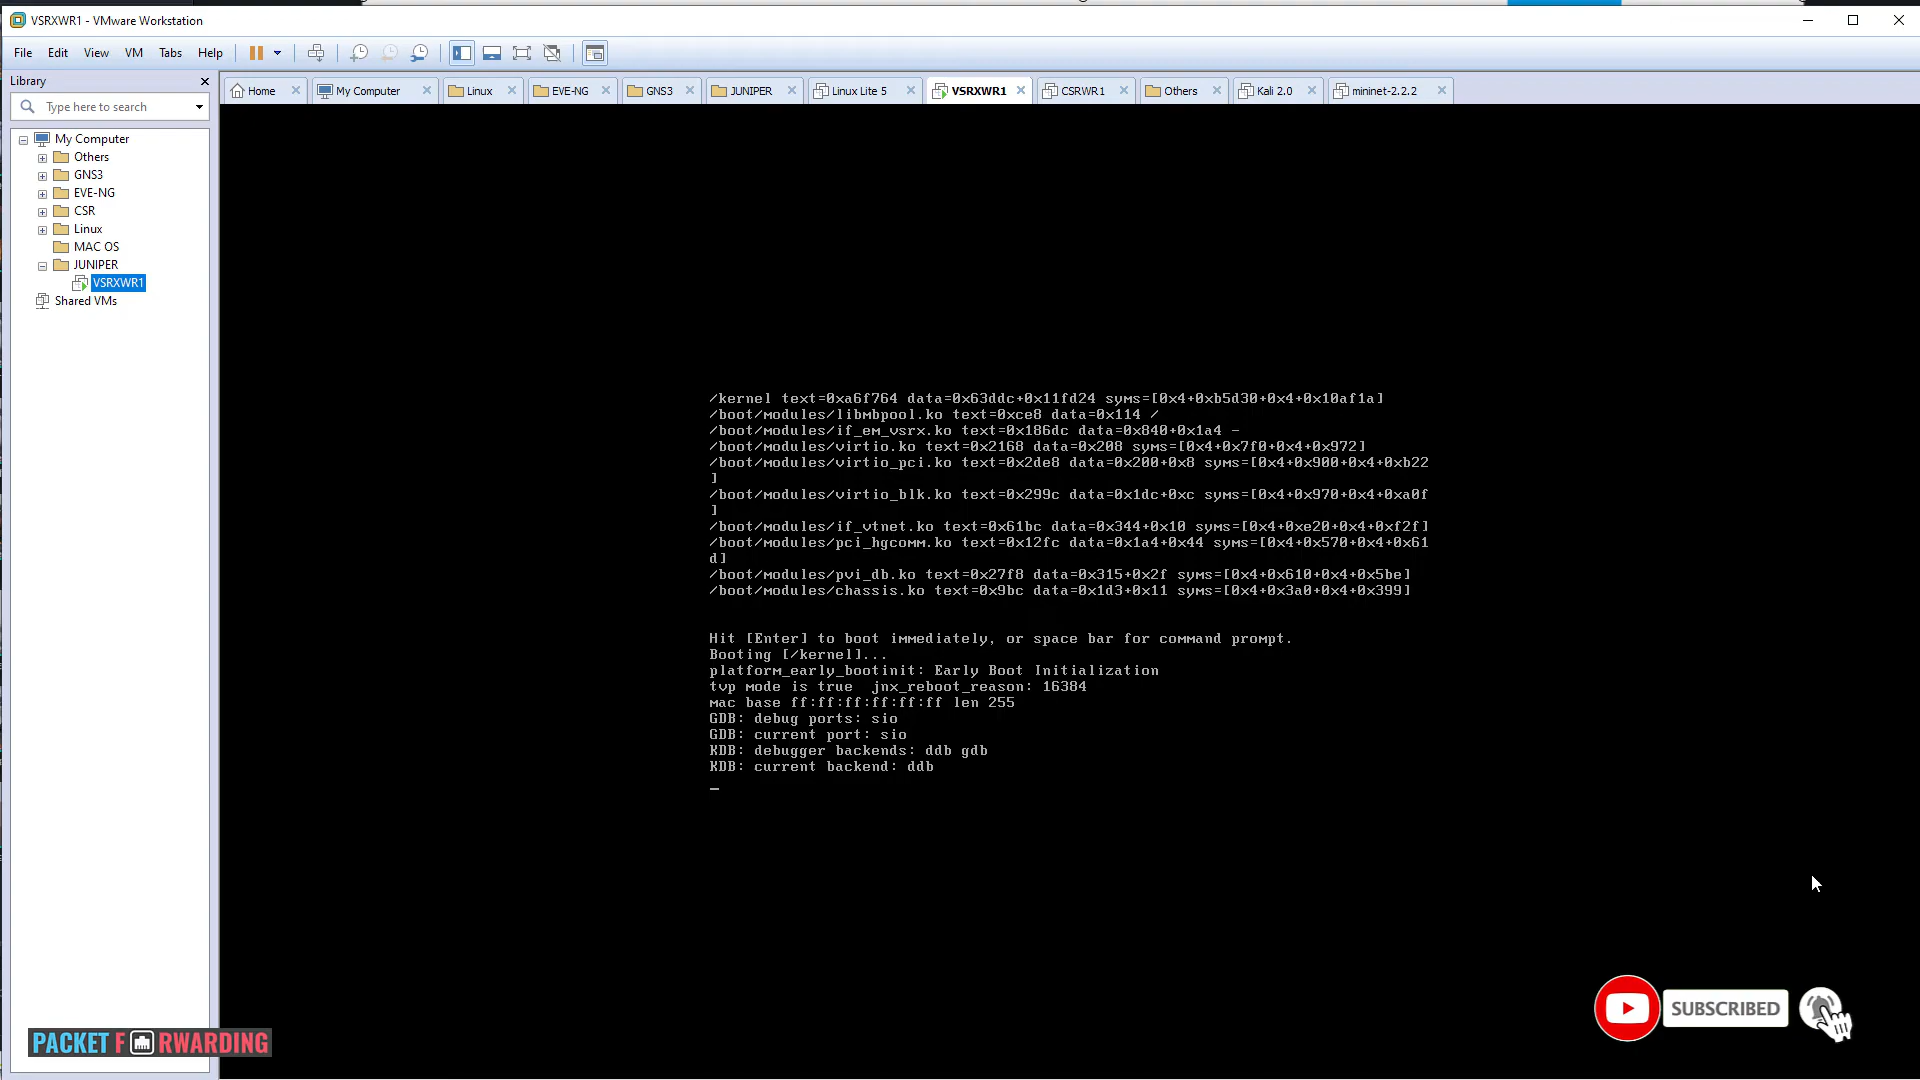 VSRXWR1 - VMware Workstation
File Edit View VM Tabs Help
Library
Type here to search
My Computer
Others
GNS3
EVE-NG
CSR
Linux
MAC OS
JUNIPER
VSRXWR1
Shared VMs
Home My Computer Linux EVE-NG GNS3 JUNIPER Linux Lite 5 VSRXWR1 CSRWR1 Others Kali 2.0 mininet-2.2.2
/kernel text=0xa6f764 data=0x63ddc+0x11fd24 syms=[0x4+0xb5d30+0x4+0x10af1a]
/boot/modules/libmbpool.ko text=0xce8 data=0x114 /
/boot/modules/if_em_vsrx.ko text=0x186dc data=0x840+0x1a4 -
/boot/modules/virtio.ko text=0x2168 data=0x208 syms=[0x4+0x7f0+0x4+0x972]
/boot/modules/virtio_pci.ko text=0x2de8 data=0x200+0x8 syms=[0x4+0x900+0x4+0xb22
]
/boot/modules/virtio_blk.ko text=0x299c data=0x1dc+0xc syms=[0x4+0x970+0x4+0xa0f
]
/boot/modules/if_vtnet.ko text=0x61bc data=0x344+0x10 syms=[0x4+0xe20+0x4+0xf2f]
/boot/modules/pci_hgcomm.ko text=0x12fc data=0x1a4+0x44 syms=[0x4+0x570+0x4+0x61
d]
/boot/modules/pvi_db.ko text=0x27f8 data=0x315+0x2f syms=[0x4+0x610+0x4+0x5be]
/boot/modules/chassis.ko text=0x9bc data=0x1d3+0x11 syms=[0x4+0x3a0+0x4+0x399]
Hit [Enter] to boot immediately, or space bar for command prompt.
Booting [/kernel]...
platform_early_bootinit: Early Boot Initialization
tvp mode is true  jnx_reboot_reason: 16384
mac base ff:ff:ff:ff:ff:ff len 255
GDB: debug ports: sio
GDB: current port: sio
KDB: debugger backends: ddb gdb
KDB: current backend: ddb
_
SUBSCRIBED
PACKET F RWARDING